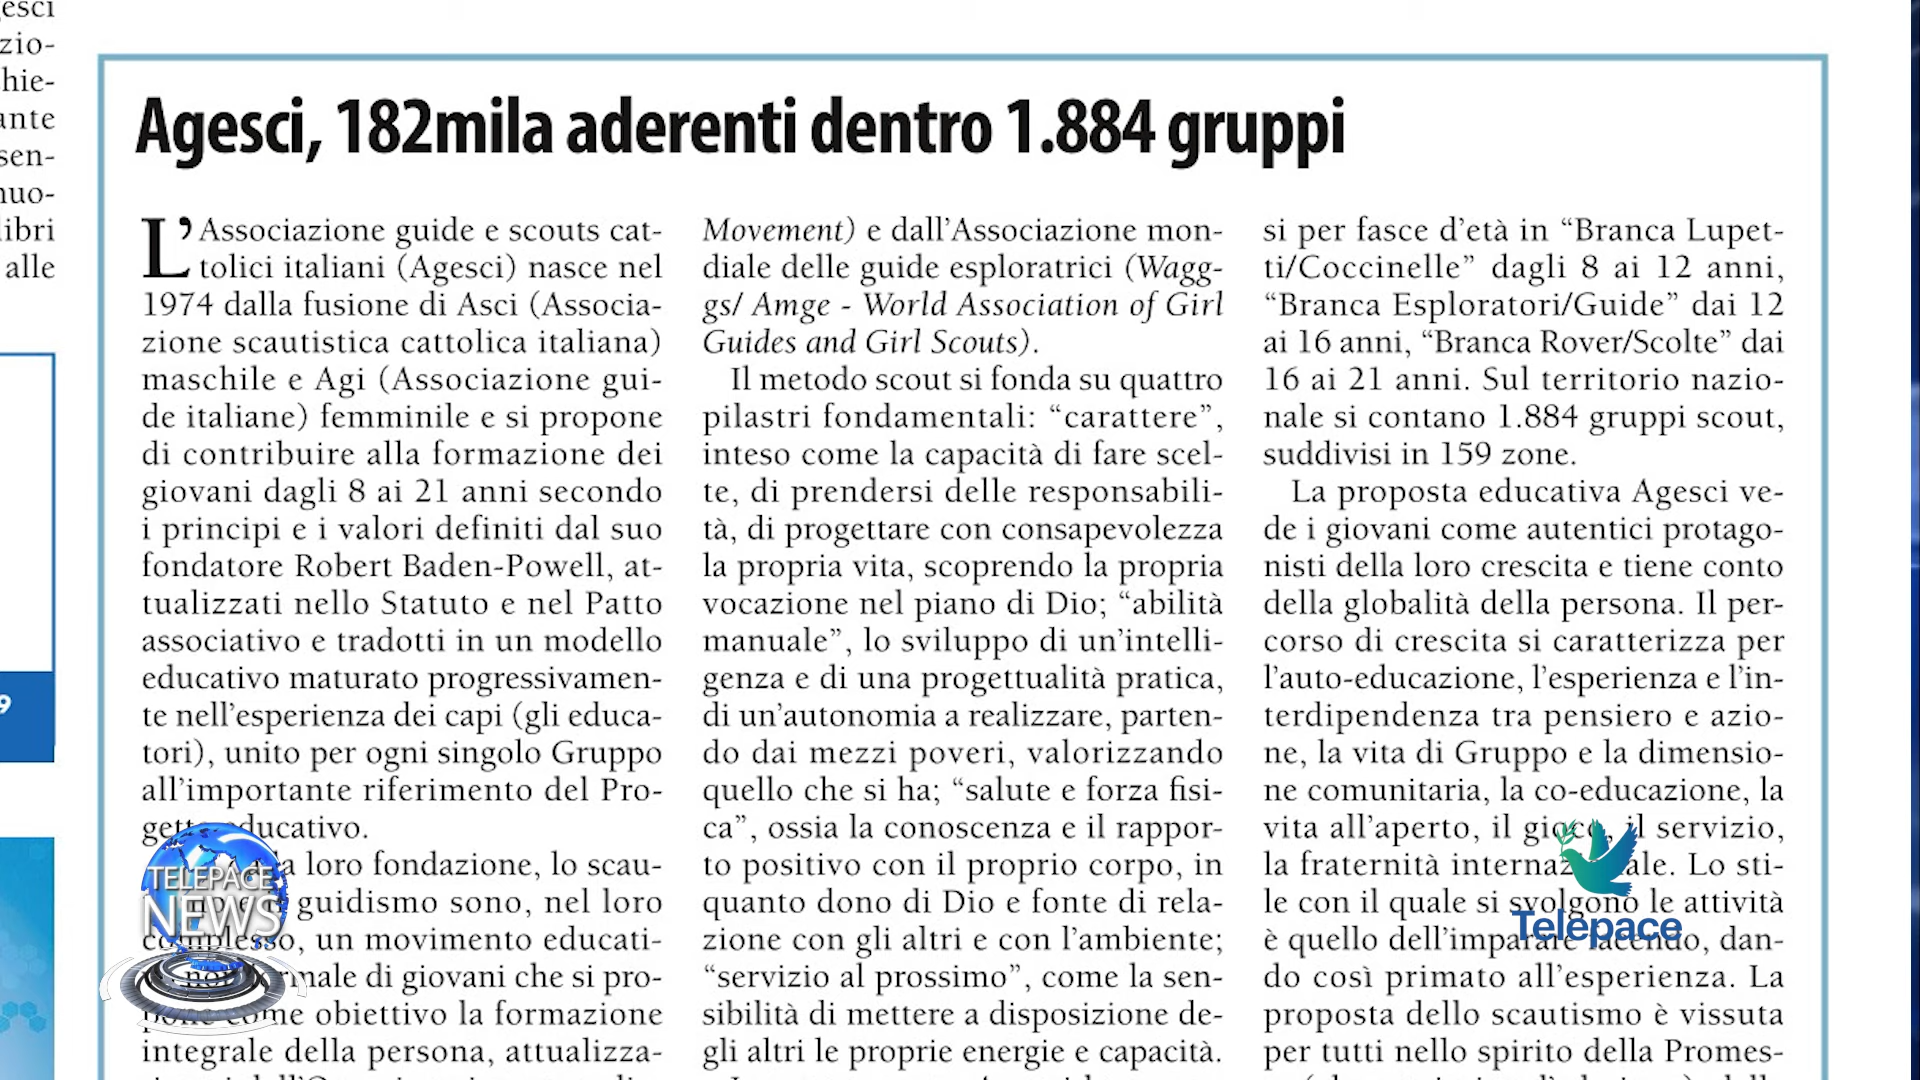 esci
zio-
hie-
ante
sen-
nuo-
libri
alle
9
Agesci, 182mila aderenti dentro 1.884 gruppi
L’Associazione guide e scouts cat-
tolici italiani (Agesci) nasce nel
1974 dalla fusione di Asci (Associa-
zione scautistica cattolica italiana)
maschile e Agi (Associazione gui-
de italiane) femminile e si propone
di contribuire alla formazione dei
giovani dagli 8 ai 21 anni secondo
i principi e i valori definiti dal suo
fondatore Robert Baden-Powell, at-
tualizzati nello Statuto e nel Patto
associativo e tradotti in un modello
educativo maturato progressivamen-
te nell’esperienza dei capi (gli educa-
tori), unito per ogni singolo Gruppo
all’importante riferimento del Pro-
getto educativo.
loro fondazione, lo scau-
guidismo sono, nel loro
complesso, un movimento educati-
di giovani che si pro-
pone come obiettivo la formazione
integrale della persona, attualizza-
Movement) e dall’Associazione mon-
diale delle guide esploratrici (Wagg-
gs/ Amge - World Association of Girl
Guides and Girl Scouts).
Il metodo scout si fonda su quattro
pilastri fondamentali: “carattere”,
inteso come la capacità di fare scel-
te, di prendersi delle responsabili-
tà, di progettare con consapevolezza
la propria vita, scoprendo la propria
vocazione nel piano di Dio; “abilità
manuale”, lo sviluppo di un’intelli-
genza e di una progettualità pratica,
di un’autonomia a realizzare, parten-
do dai mezzi poveri, valorizzando
quello che si ha; “salute e forza fisi-
ca”, ossia la conoscenza e il rappor-
to positivo con il proprio corpo, in
quanto dono di Dio e fonte di rela-
zione con gli altri e con l’ambiente;
“servizio al prossimo”, come la sen-
sibilità di mettere a disposizione de-
gli altri le proprie energie e capacità.
si per fasce d’età in “Branca Lupet-
ti/Coccinelle” dagli 8 ai 12 anni,
“Branca Esploratori/Guide” dai 12
ai 16 anni, “Branca Rover/Scolte” dai
16 ai 21 anni. Sul territorio nazio-
nale si contano 1.884 gruppi scout,
suddivisi in 159 zone.
La proposta educativa Agesci ve-
de i giovani come autentici protago-
nisti della loro crescita e tiene conto
della globalità della persona. Il per-
corso di crescita si caratterizza per
l’auto-educazione, l’esperienza e l’in-
terdipendenza tra pensiero e azio-
ne, la vita di Gruppo e la dimensio-
ne comunitaria, la co-educazione, la
vita all’aperto, il gioco, il servizio,
la fraternità internazionale. Lo sti-
le con il quale si svolgono le attività
è quello dell’imparare facendo, dan-
do così primato all’esperienza. La
proposta dello scautismo è vissuta
per tutti nello spirito della Promes-
TELEPACE
NEWS
Telepace